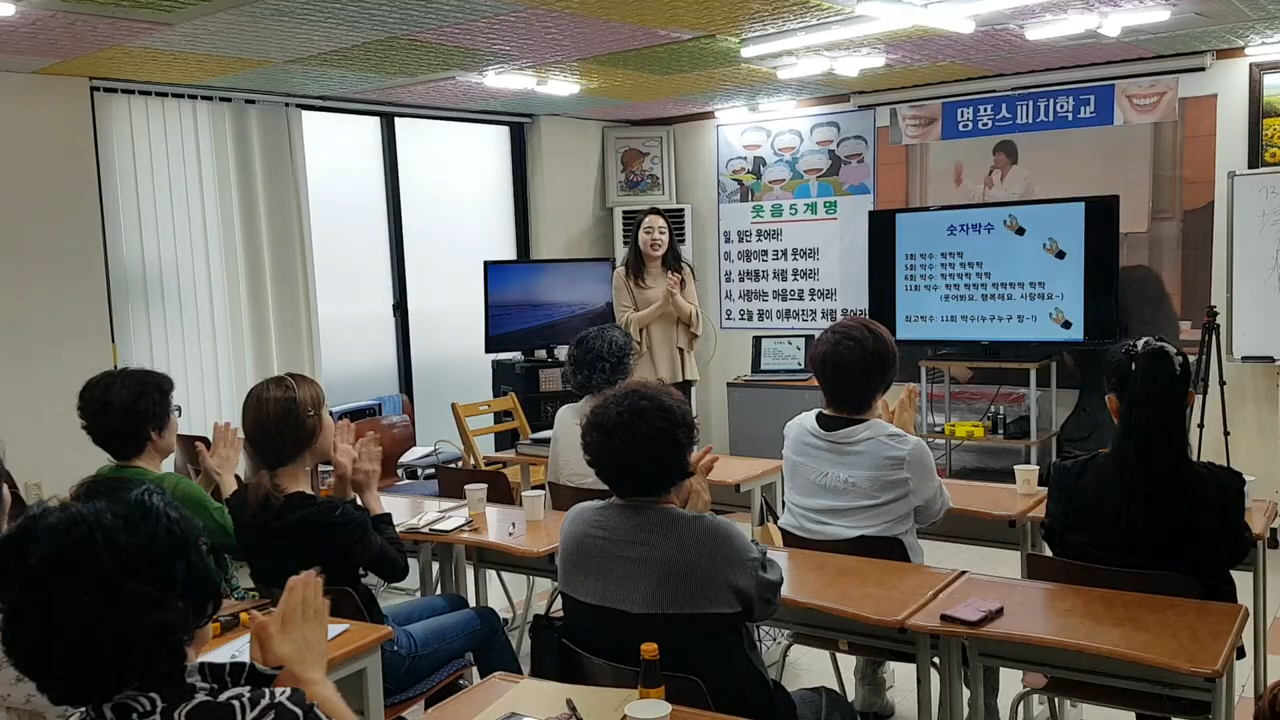 명품스피치학교
웃음5계명
일, 일단 웃어라!
이, 이왕이면 크게 웃어라!
삼, 삼척동자 처럼 웃어라!
사, 사랑하는 마음으로 웃어라!
오, 오늘 꿈이 이루어진것 처럼 웃어라
숫자박수
3회 박수: 짝짝짝
5회 박수: 짝짝 짝짝짝
6회 박수: 짝짝짝짝 짝짝
11회 박수: 짝짝 짝짝짝 짝짝짝짝 짝짝
(웃어봐요, 행복해요, 사랑해요~)
최고박수: 11회 박수(누구누구 짱~!)